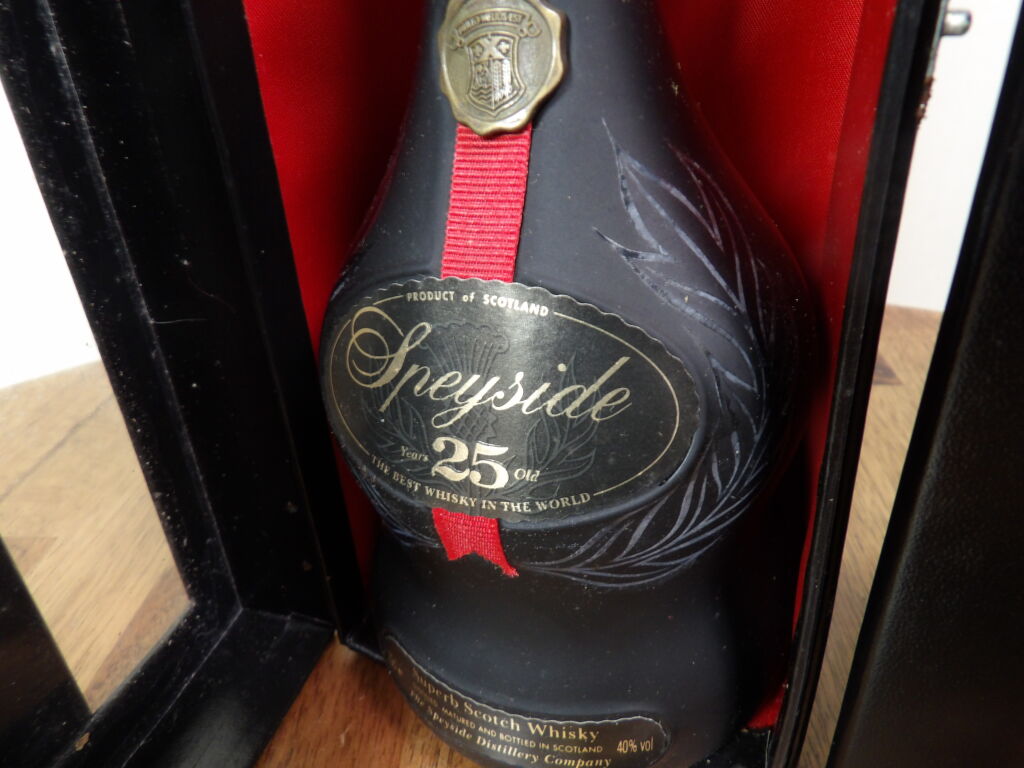 PRODUCT of SCOTLAND
Speyside
Years 25 Old
THE BEST WHISKY IN THE WORLD
Superb Scotch Whisky
MATURED AND BOTTLED IN SCOTLAND
The Speyside Distillery Company
40% vol